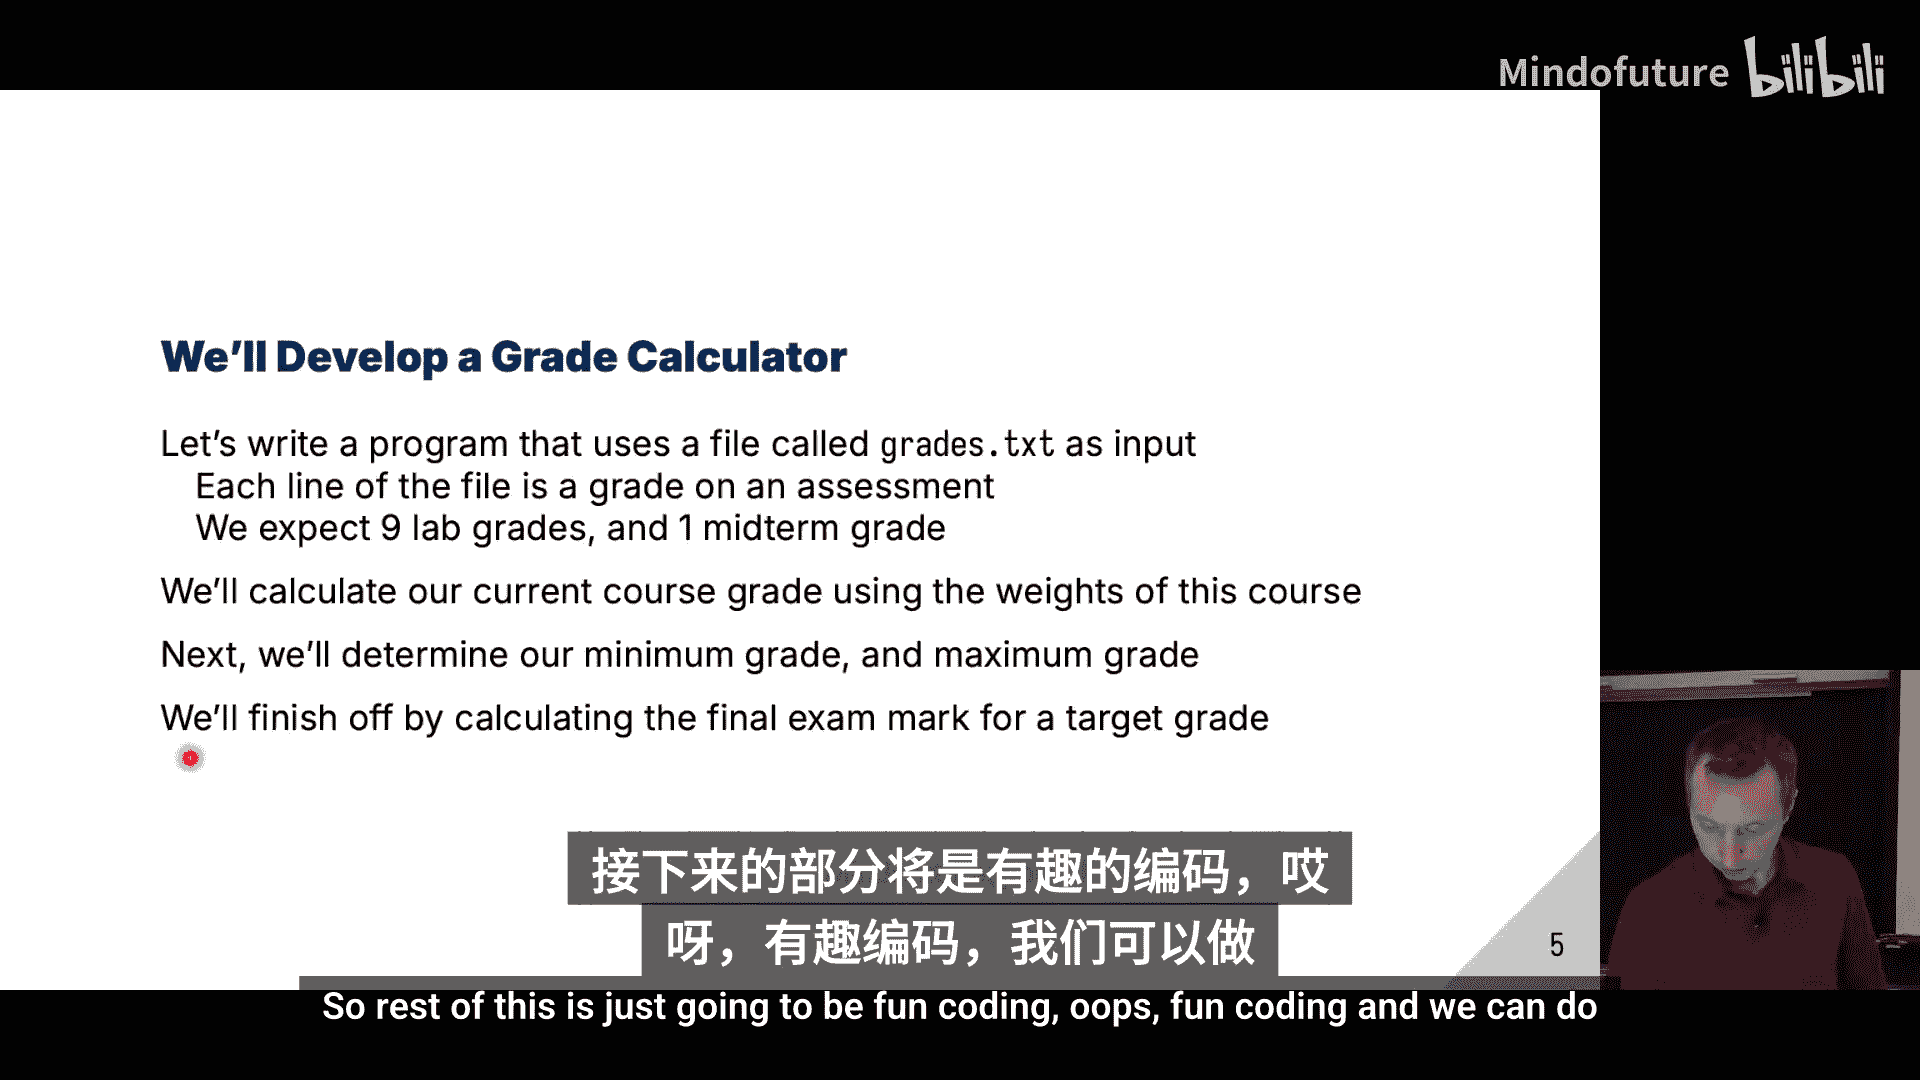 Mindofuture bilibili
We'll Develop a Grade Calculator
Let's write a program that uses a file called grades.txt as input
Each line of the file is a grade on an assessment
We expect 9 lab grades, and 1 midterm grade
We'll calculate our current course grade using the weights of this course
Next, we'll determine our minimum grade, and maximum grade
We'll finish off by calculating the final exam mark for a target grade
接下来的部分将是有趣的编码，哎
呀，有趣编码，我们可以做
5
So rest of this is just going to be fun coding, oops, fun coding and we can do